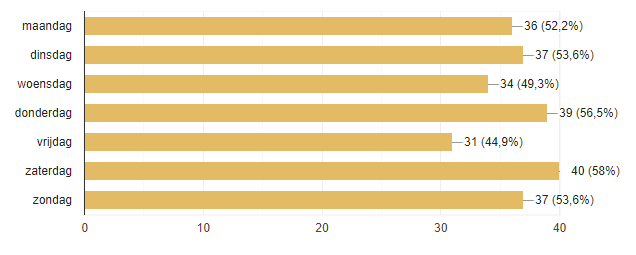 maandag 36 (52,2%)
dinsdag 37 (53,6%)
woensdag 34 (49,3%)
donderdag 39 (56,5%)
vrijdag 31 (44,9%)
zaterdag 40 (58%)
zondag 37 (53,6%)
0 10 20 30 40